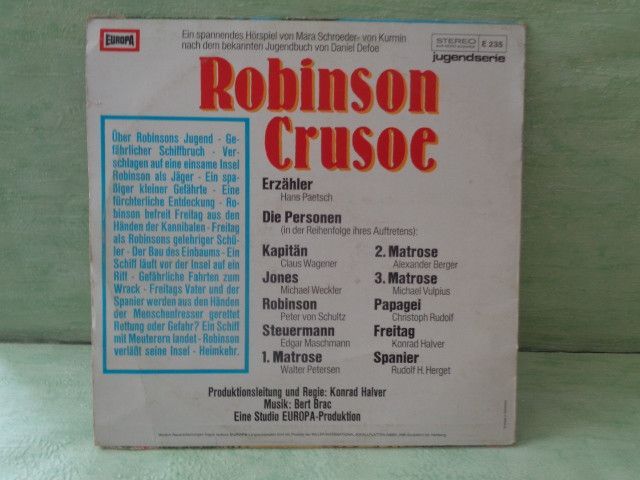 EUROPA
Ein spannendes Hörspiel von Mara Schroeder- von Kurmin
nach dem bekannten Jugendbuch von Daniel Defoe
STEREO E 235
jugendserie
Robinson
Crusoe
Über Robinsons Jugend - Ge-
fährlicher Schiffbruch - Ver-
schlagen auf eine einsame Insel
Robinson als Jäger - Ein spa-
ßiger kleiner Gefährte - Eine
fürchterliche Entdeckung - Ro-
binson befreit Freitag aus den
Händen der Kannibalen - Freitag
als Robinsons gelehriger Schü-
ler - Der Bau des Einbaums - Ein
Schiff läuft vor der Insel auf ein
Riff - Gefährliche Fahrten zum
Wrack - Freitags Vater und der
Spanier werden aus den Händen
der Menschenfresser gerettet
Rettung oder Gefahr? Ein Schiff
mit Meuterern landet - Robinson
verläßt seine Insel - Heimkehr.
Erzähler
Hans Paetsch
Die Personen
(in der Reihenfolge ihres Auftretens):
Kapitän
Claus Wagener
Jones
Michael Weckler
Robinson
Peter von Schultz
Steuermann
Edgar Maschmann
1. Matrose
Walter Petersen
2. Matrose
Alexander Berger
3. Matrose
Michael Vulpius
Papagei
Christoph Rudolf
Freitag
Konrad Halver
Spanier
Rudolf H. Herget
Produktionsleitung und Regie: Konrad Halver
Musik: Bert Brac
Eine Studio EUROPA-Produktion